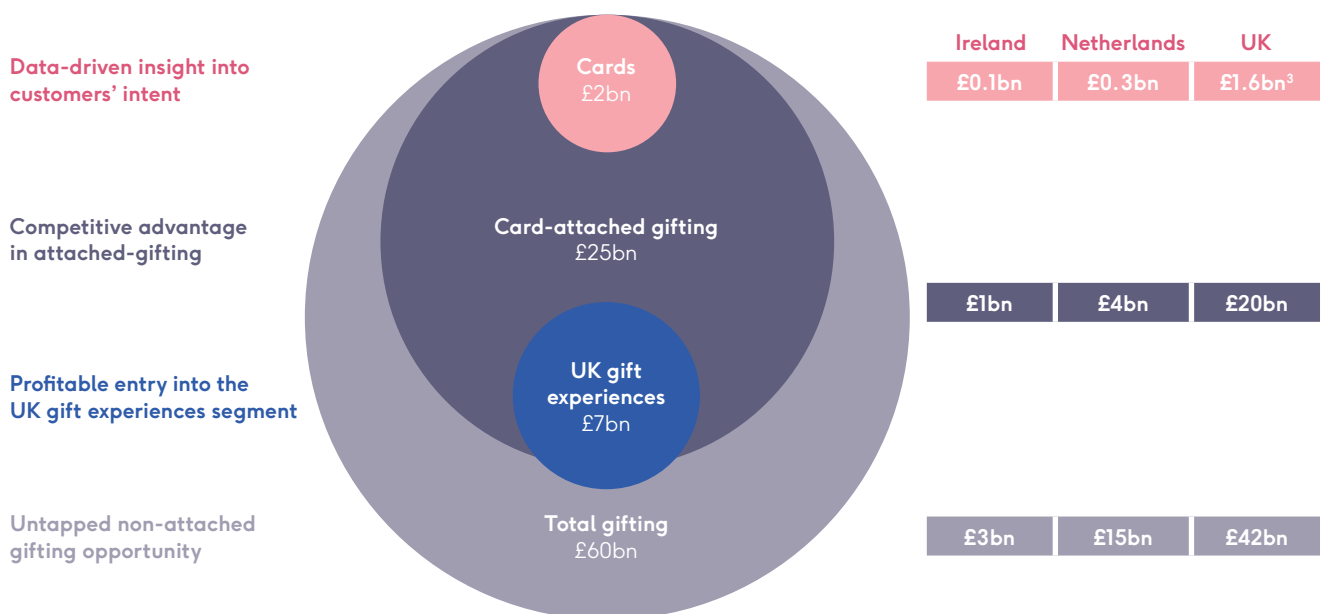 Data-driven insight into
customers’ intent
Cards
£2bn
Ireland
Netherlands
UK
£0.1bn
£0.3bn
£1.6bn³
Competitive advantage
in attached-gifting
Card-attached gifting
£25bn
£1bn
£4bn
£20bn
Profitable entry into the
UK gift experiences segment
UK gift
experiences
£7bn
Untapped non-attached
gifting opportunity
Total gifting
£60bn
£3bn
£15bn
£42bn